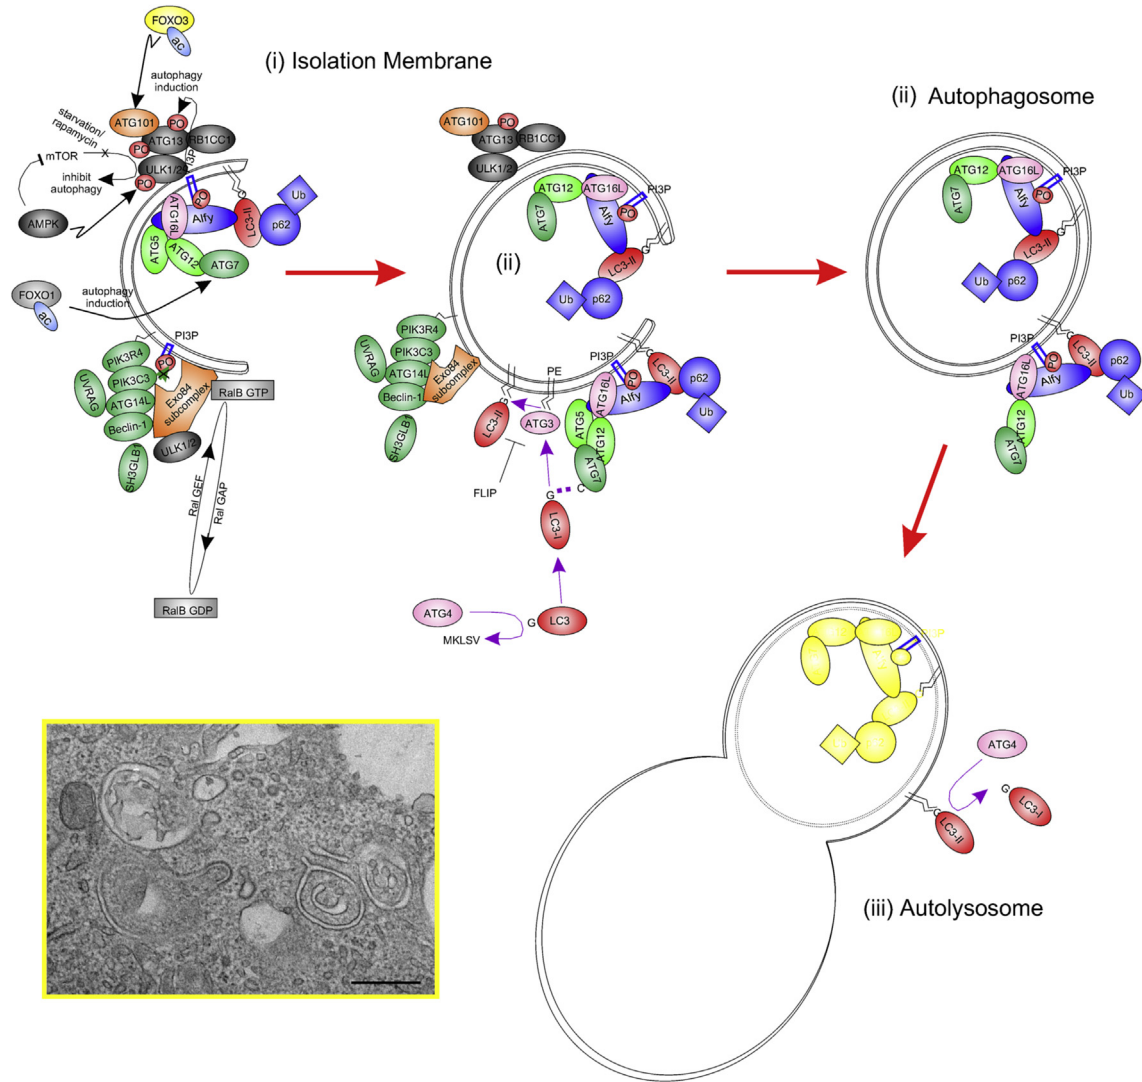 FOXO3
ac
(i) Isolation Membrane
autophagy
induction
starvation/
rapamycin
ATG101
PO
ATG13
RB1CC1
PO
ULK1/2
PI3P
PO
mTOR
inhibit
autophagy
AMPK
PO
ATG16L
Alfy
G
LC3-II
Ub
p62
ATG5
ATG12
ATG7
FOXO1
ac
autophagy
induction
PI3P
PO
PIK3R4
UVRAG
PIK3C3
ATG14L
Beclin-1
SH3GLB1
Exo84
subcomplex
ULK1/2
RalB GTP
Ral GEF
Ral GAP
RalB GDP
ATG101
PO
ATG13
RB1CC1
ULK1/2
ATG12
ATG16L
PI3P
ATG7
Alfy
PO
G
LC3-II
(ii)
Ub
p62
PIK3R4
UVRAG
PIK3C3
ATG14L
Beclin-1
SH3GLB1
Exo84
subcomplex
PE
G
LC3-II
ATG3
FLIP
PI3P
PO
ATG16L
Alfy
G
LC3-II
p62
Ub
ATG5
ATG12
ATG7
G
C
LC3-I
ATG4
G
LC3
MKLSV
(ii) Autophagosome
ATG12
ATG16L
PI3P
ATG7
Alfy
PO
G
LC3-II
Ub
p62
PI3P
PO
ATG16L
Alfy
G
LC3-II
p62
Ub
ATG12
ATG7
ATG4
G
LC3-I
G
LC3-II
(iii) Autolysosome